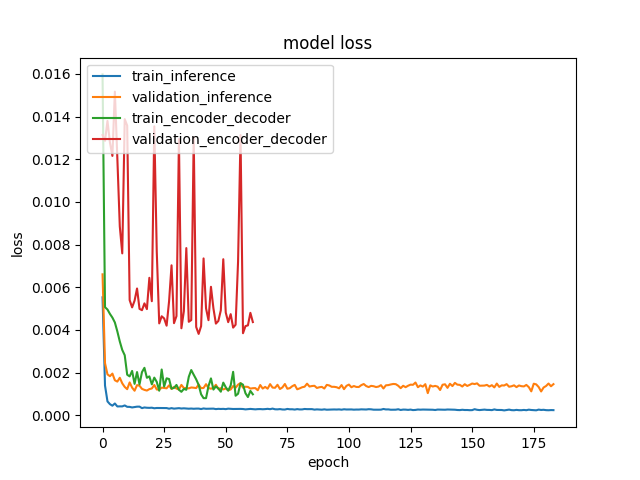 model loss
train_inference
validation_inference
train_encoder_decoder
validation_encoder_decoder
loss
0.016
0.014
0.012
0.010
0.008
0.006
0.004
0.002
0.000
0 25 50 75 100 125 150 175
epoch